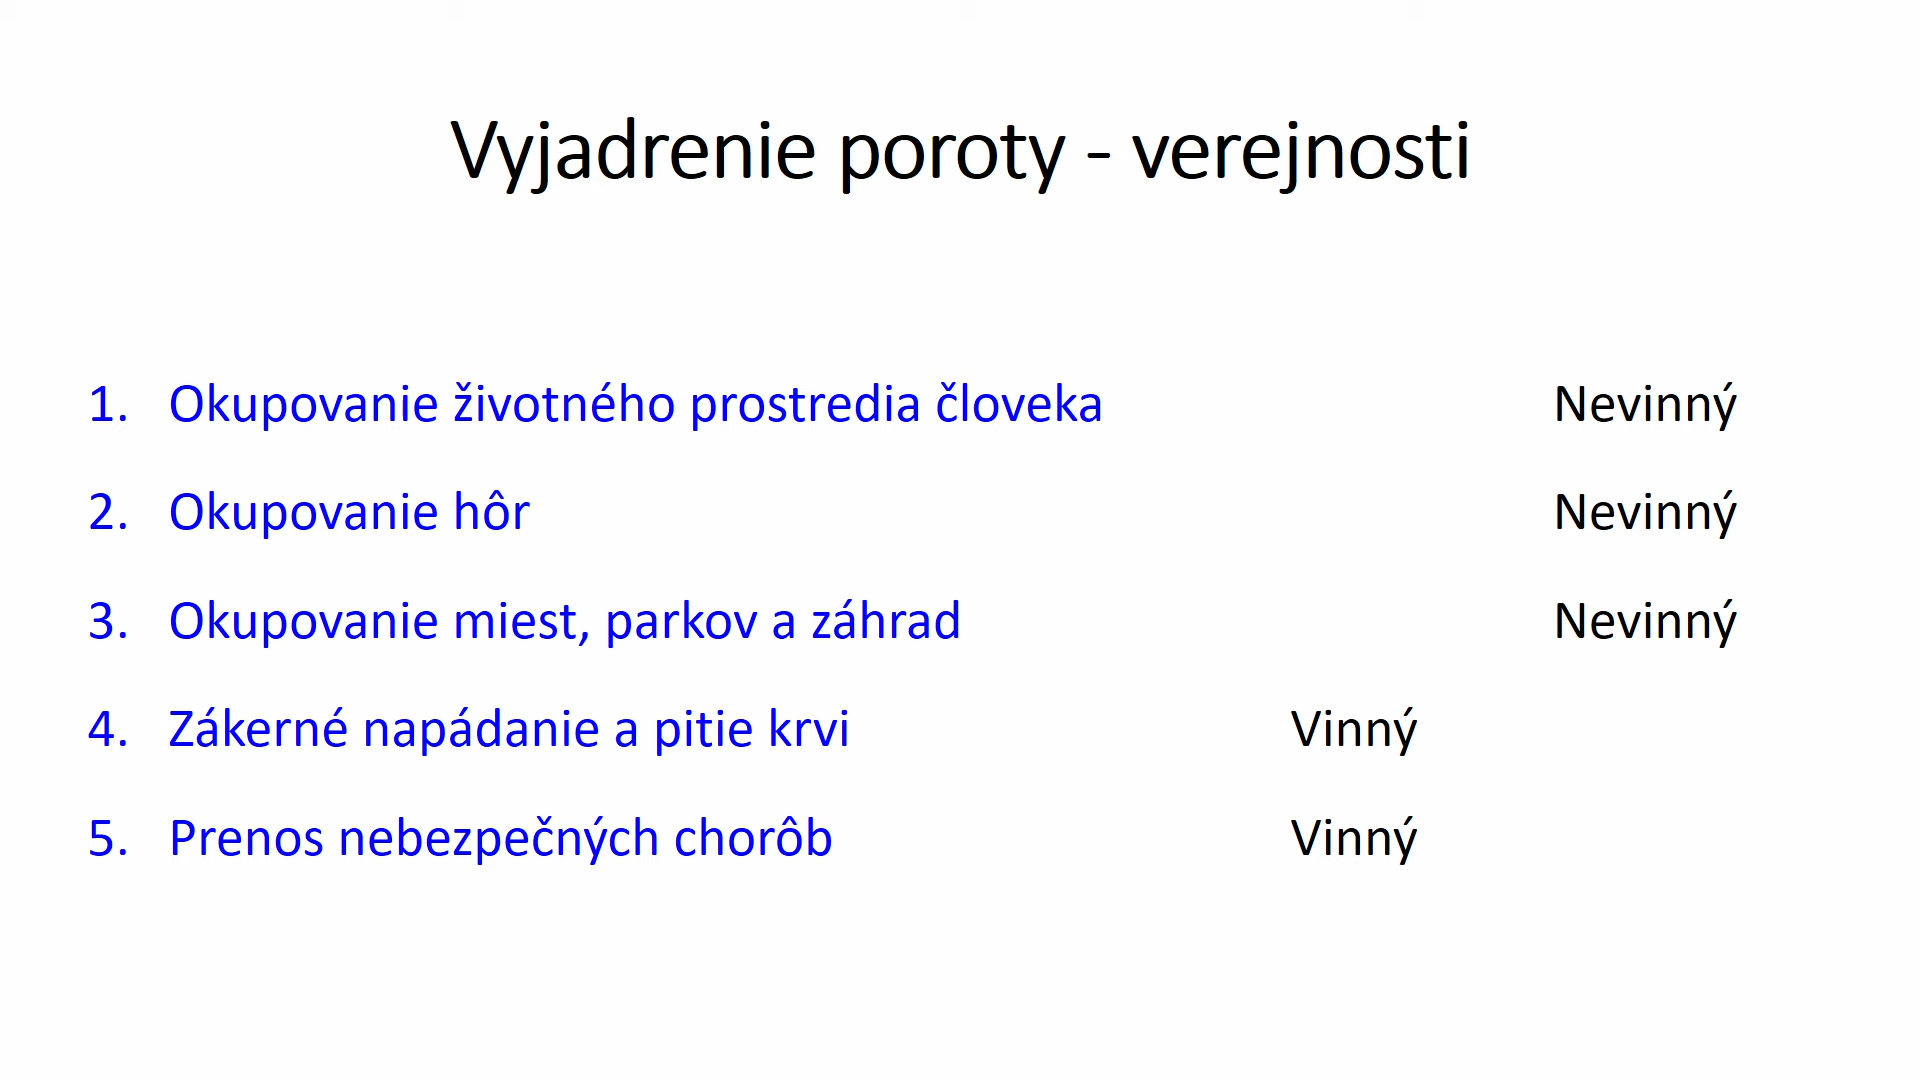 Vyjadrenie poroty - verejnosti
1. Okupovanie životného prostredia človeka Nevinný
2. Okupovanie hôr Nevinný
3. Okupovanie miest, parkov a záhrad Nevinný
4. Zákerné napádanie a pitie krvi Vinný
5. Prenos nebezpečných chorôb Vinný